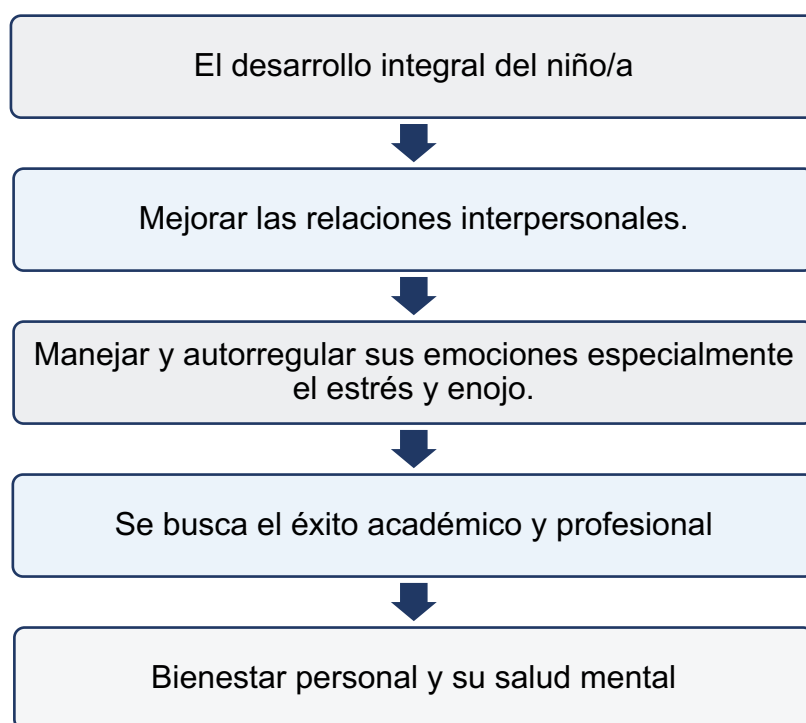 El desarrollo integral del niño/a
Mejorar las relaciones interpersonales.
Manejar y autorregular sus emociones especialmente
el estrés y enojo.
Se busca el éxito académico y profesional
Bienestar personal y su salud mental